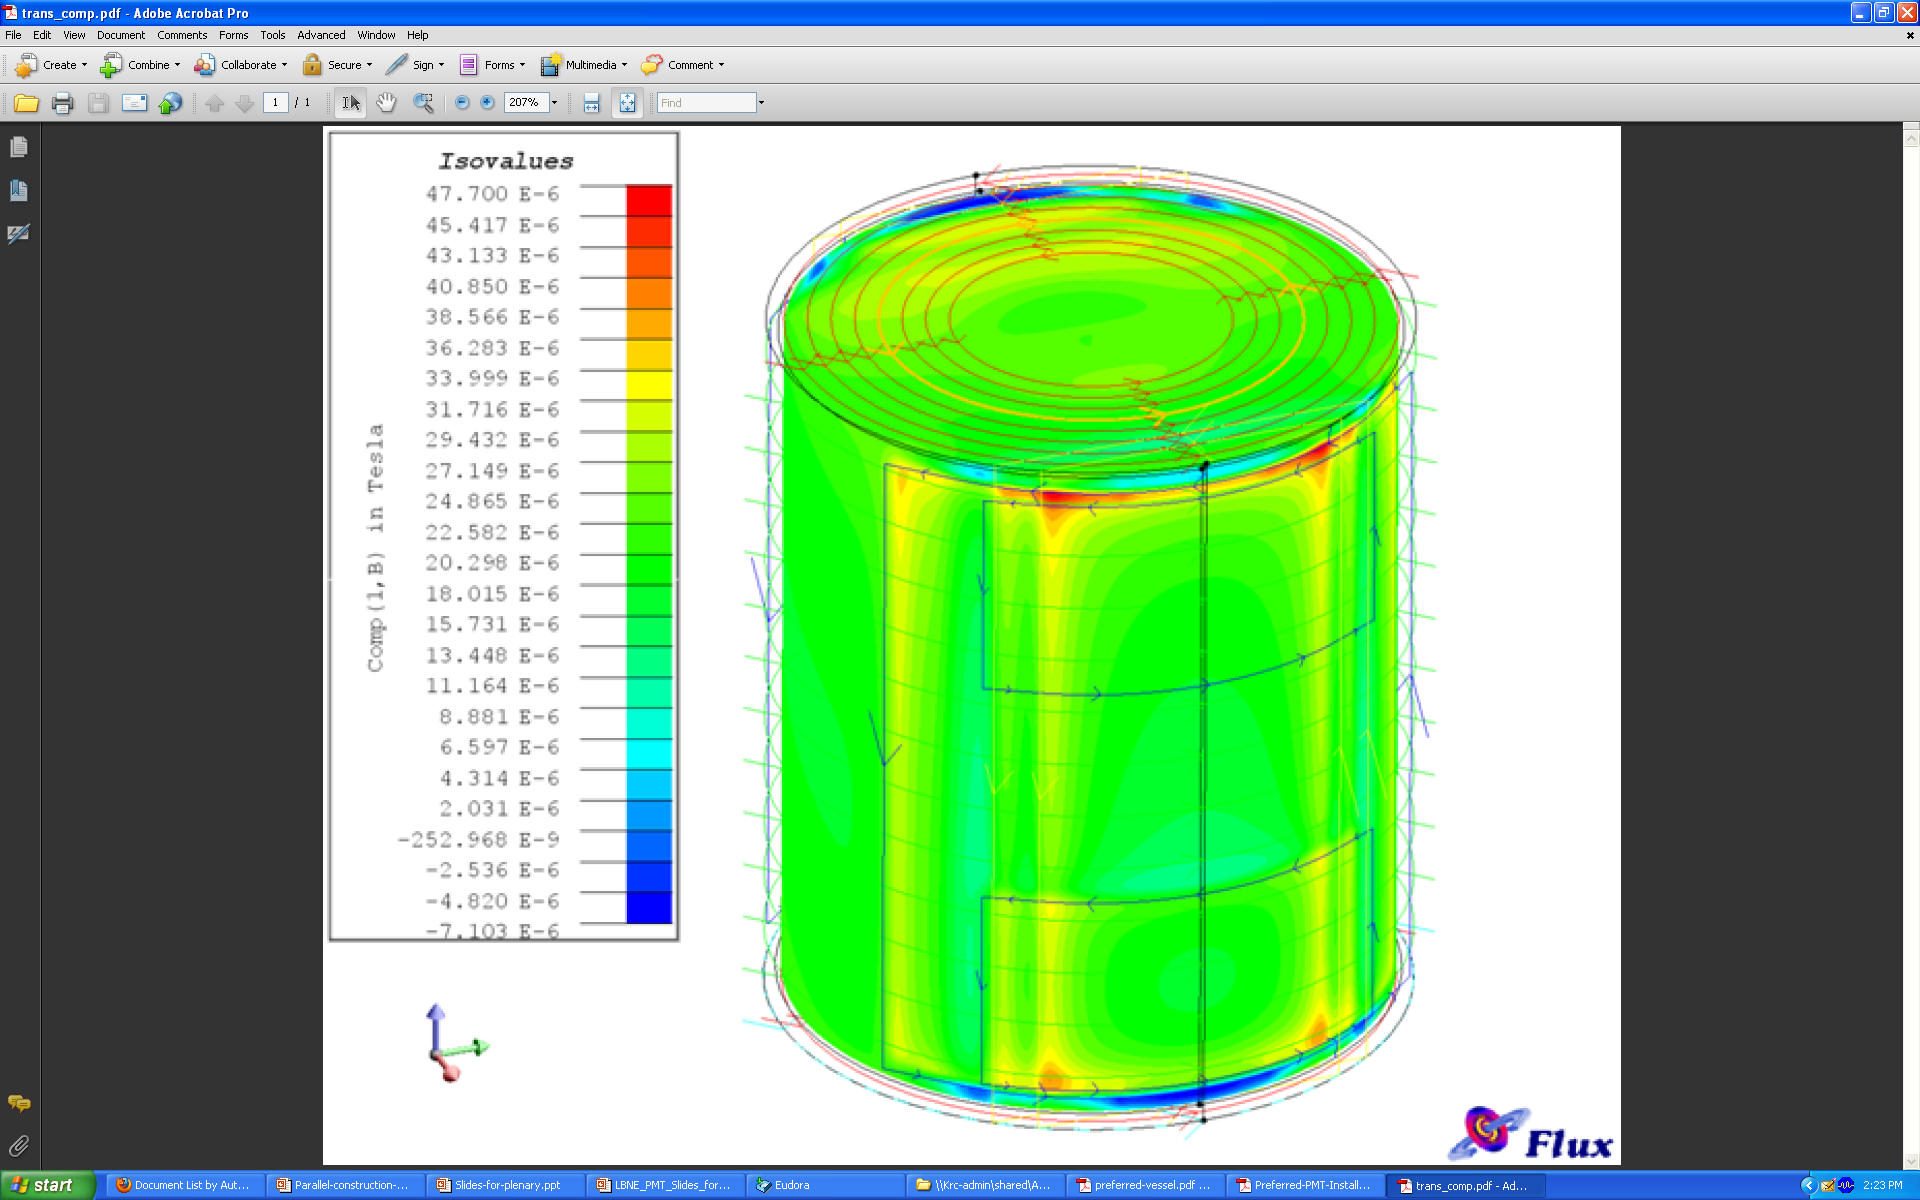 trans_comp.pdf - Adobe Acrobat Pro
File Edit View Document Comments Forms Tools Advanced Window Help
Create Combine Collaborate Secure Sign Forms Multimedia Comment
1 / 1 207% Find
Isovalues
47.700 E-6
45.417 E-6
43.133 E-6
40.850 E-6
38.566 E-6
36.283 E-6
33.999 E-6
31.716 E-6
29.432 E-6
27.149 E-6
24.865 E-6
22.582 E-6
20.298 E-6
18.015 E-6
15.731 E-6
13.448 E-6
11.164 E-6
8.881 E-6
6.597 E-6
4.314 E-6
2.031 E-6
-252.968 E-9
-2.536 E-6
-4.820 E-6
-7.103 E-6
Comp(1,B) in Tesla
Flux
start Document List by Aut... Parallel-construction-... Slides-for-plenary.ppt LBNE_PMT_Slides_for... Eudora \\Krc-admin\shared\A... preferred-vessel.pdf ... Preferred-PMT-Install... trans_comp.pdf - Ad... 2:23 PM